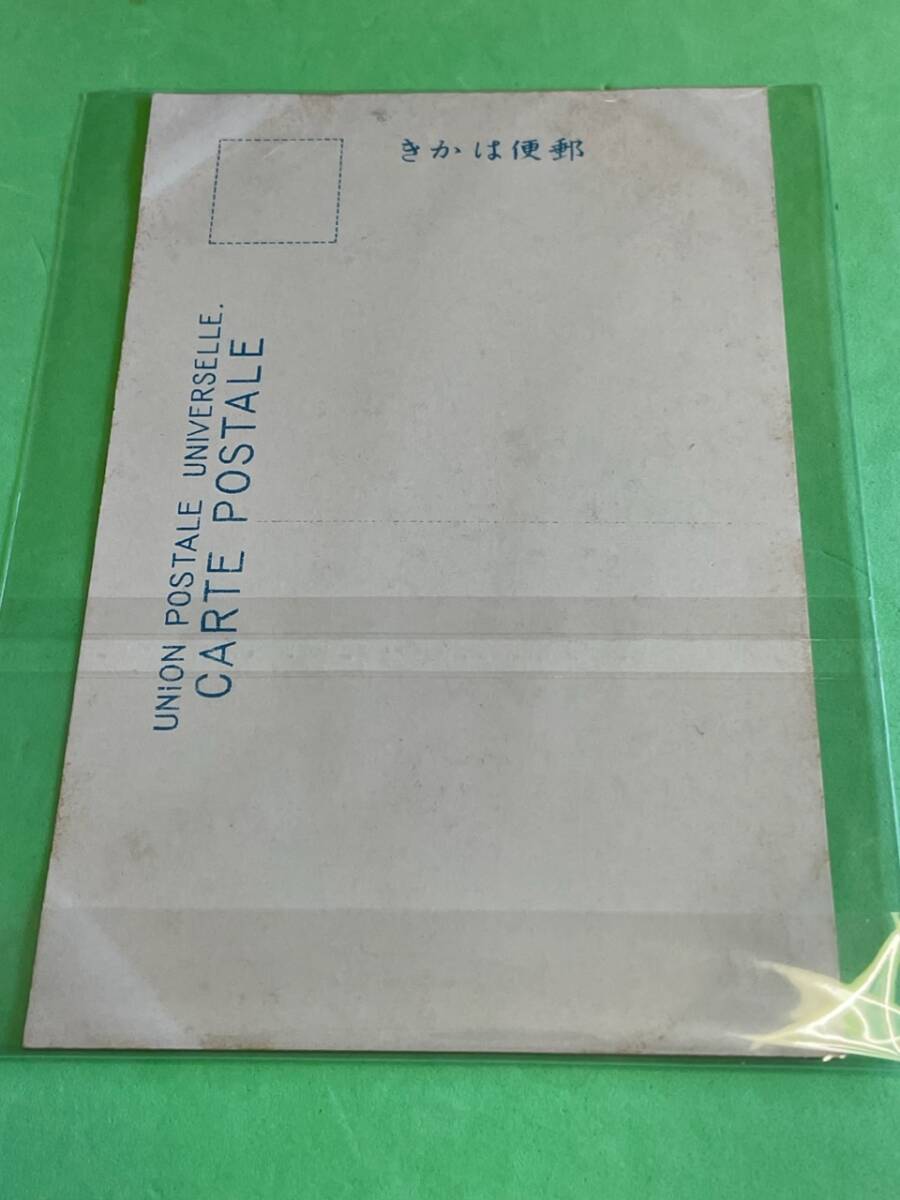 郵便はかき
UNION POSTALE UNIVERSELLE.
CARTE POSTALE